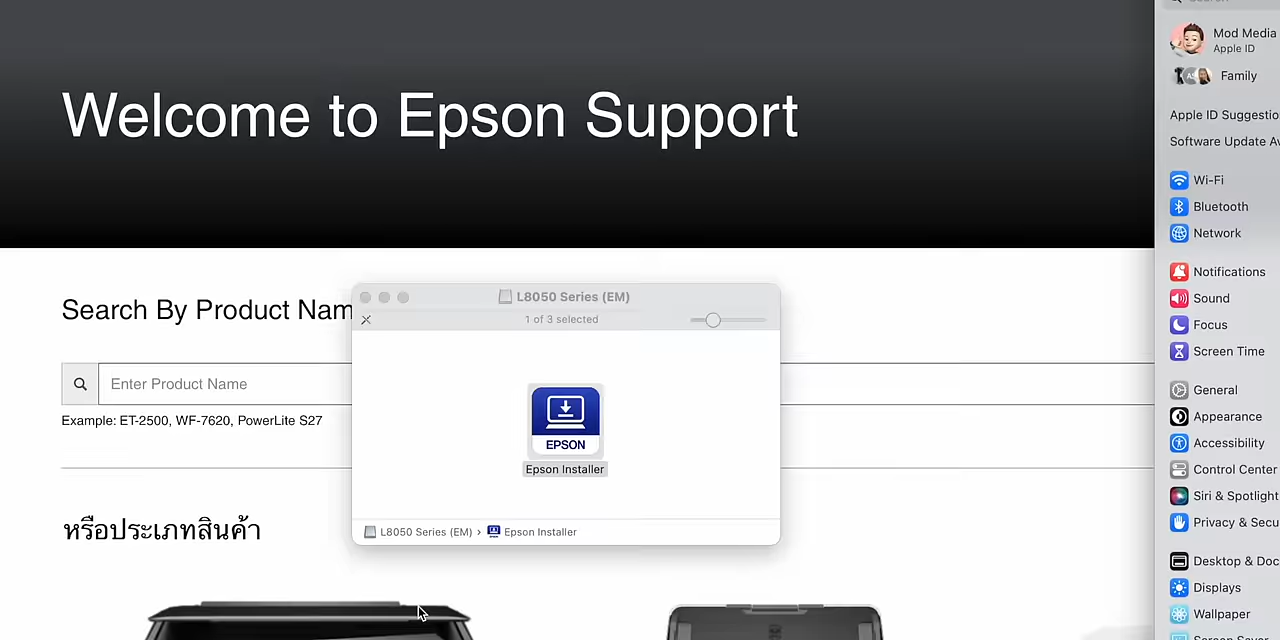 Welcome to Epson Support
Search By Product Nam
Enter Product Name
Example: ET-2500, WF-7620, PowerLite S27
หรือประเภทสินค้า
L8050 Series (EM)
1 of 3 selected
EPSON
Epson Installer
L8050 Series (EM) › Epson Installer
Mod Media
Apple ID
Family
Apple ID Suggestio
Software Update Av
Wi-Fi
Bluetooth
Network
Notifications
Sound
Focus
Screen Time
General
Appearance
Accessibility
Control Center
Siri & Spotlight
Privacy & Secu
Desktop & Doc
Displays
Wallpaper